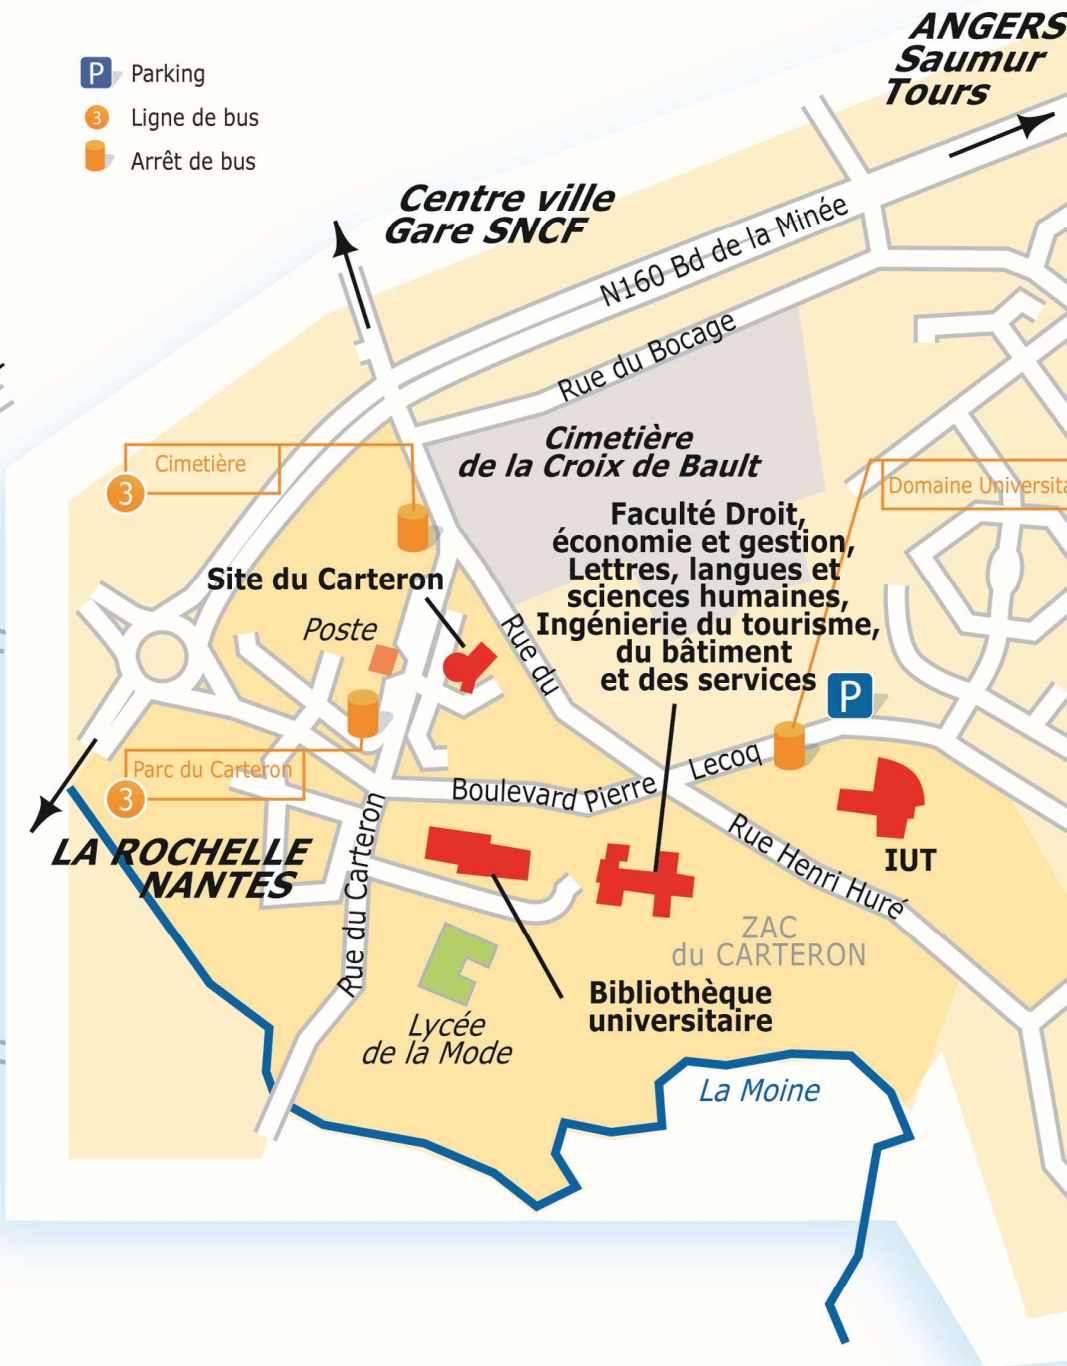 ANGERS
Saumur
Tours
P Parking
3 Ligne de bus
Arrêt de bus
Centre ville
Gare SNCF
N160 Bd de la Minée
Rue du Bocage
Cimetière
de la Croix de Bault
Cimetière
3
Domaine Universita
Faculté Droit,
économie et gestion,
Lettres, langues et
sciences humaines,
Ingénierie du tourisme,
du bâtiment
et des services
Site du Carteron
Poste
Rue du
P
Parc du Carteron
3
Boulevard Pierre Lecoq
LA ROCHELLE
NANTES
Rue du Carteron
Rue Henri Huré
IUT
ZAC
du CARTERON
Bibliothèque
universitaire
Lycée
de la Mode
La Moine